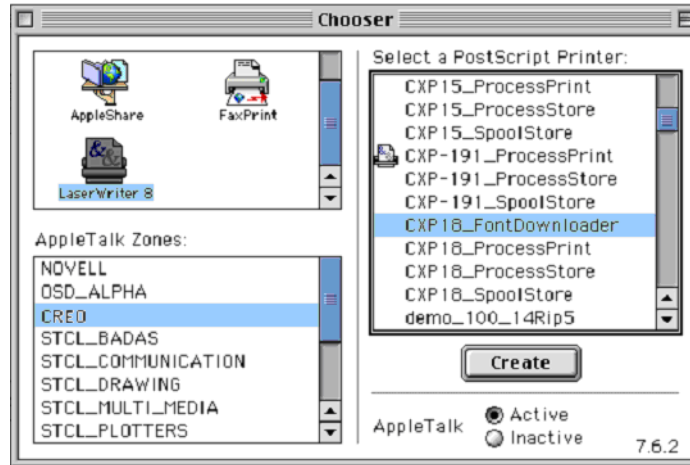 Chooser
AppleShare
FaxPrint
LaserWriter 8
AppleTalk Zones:
NOVELL
OSD_ALPHA
CREO
STCL_BADAS
STCL_COMMUNICATION
STCL_DRAWING
STCL_MULTI_MEDIA
STCL_PLOTTERS
Select a PostScript Printer:
CXP15_ProcessPrint
CXP15_ProcessStore
CXP15_SpoolStore
CXP-191_ProcessPrint
CXP-191_ProcessStore
CXP-191_SpoolStore
CXP18_FontDownloader
CXP18_ProcessPrint
CXP18_ProcessStore
CXP18_SpoolStore
demo_100_14Rip5
Create
AppleTalk
Active
Inactive
7.6.2